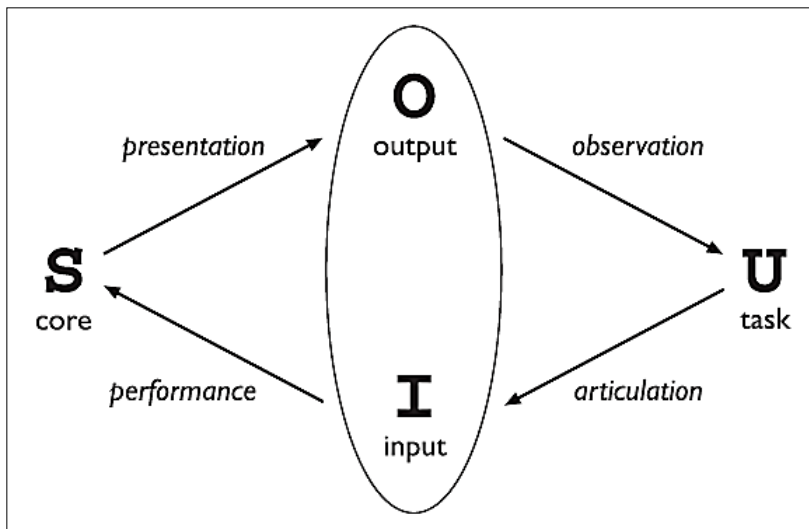 O
output
presentation
observation
S
core
U
task
performance
articulation
I
input